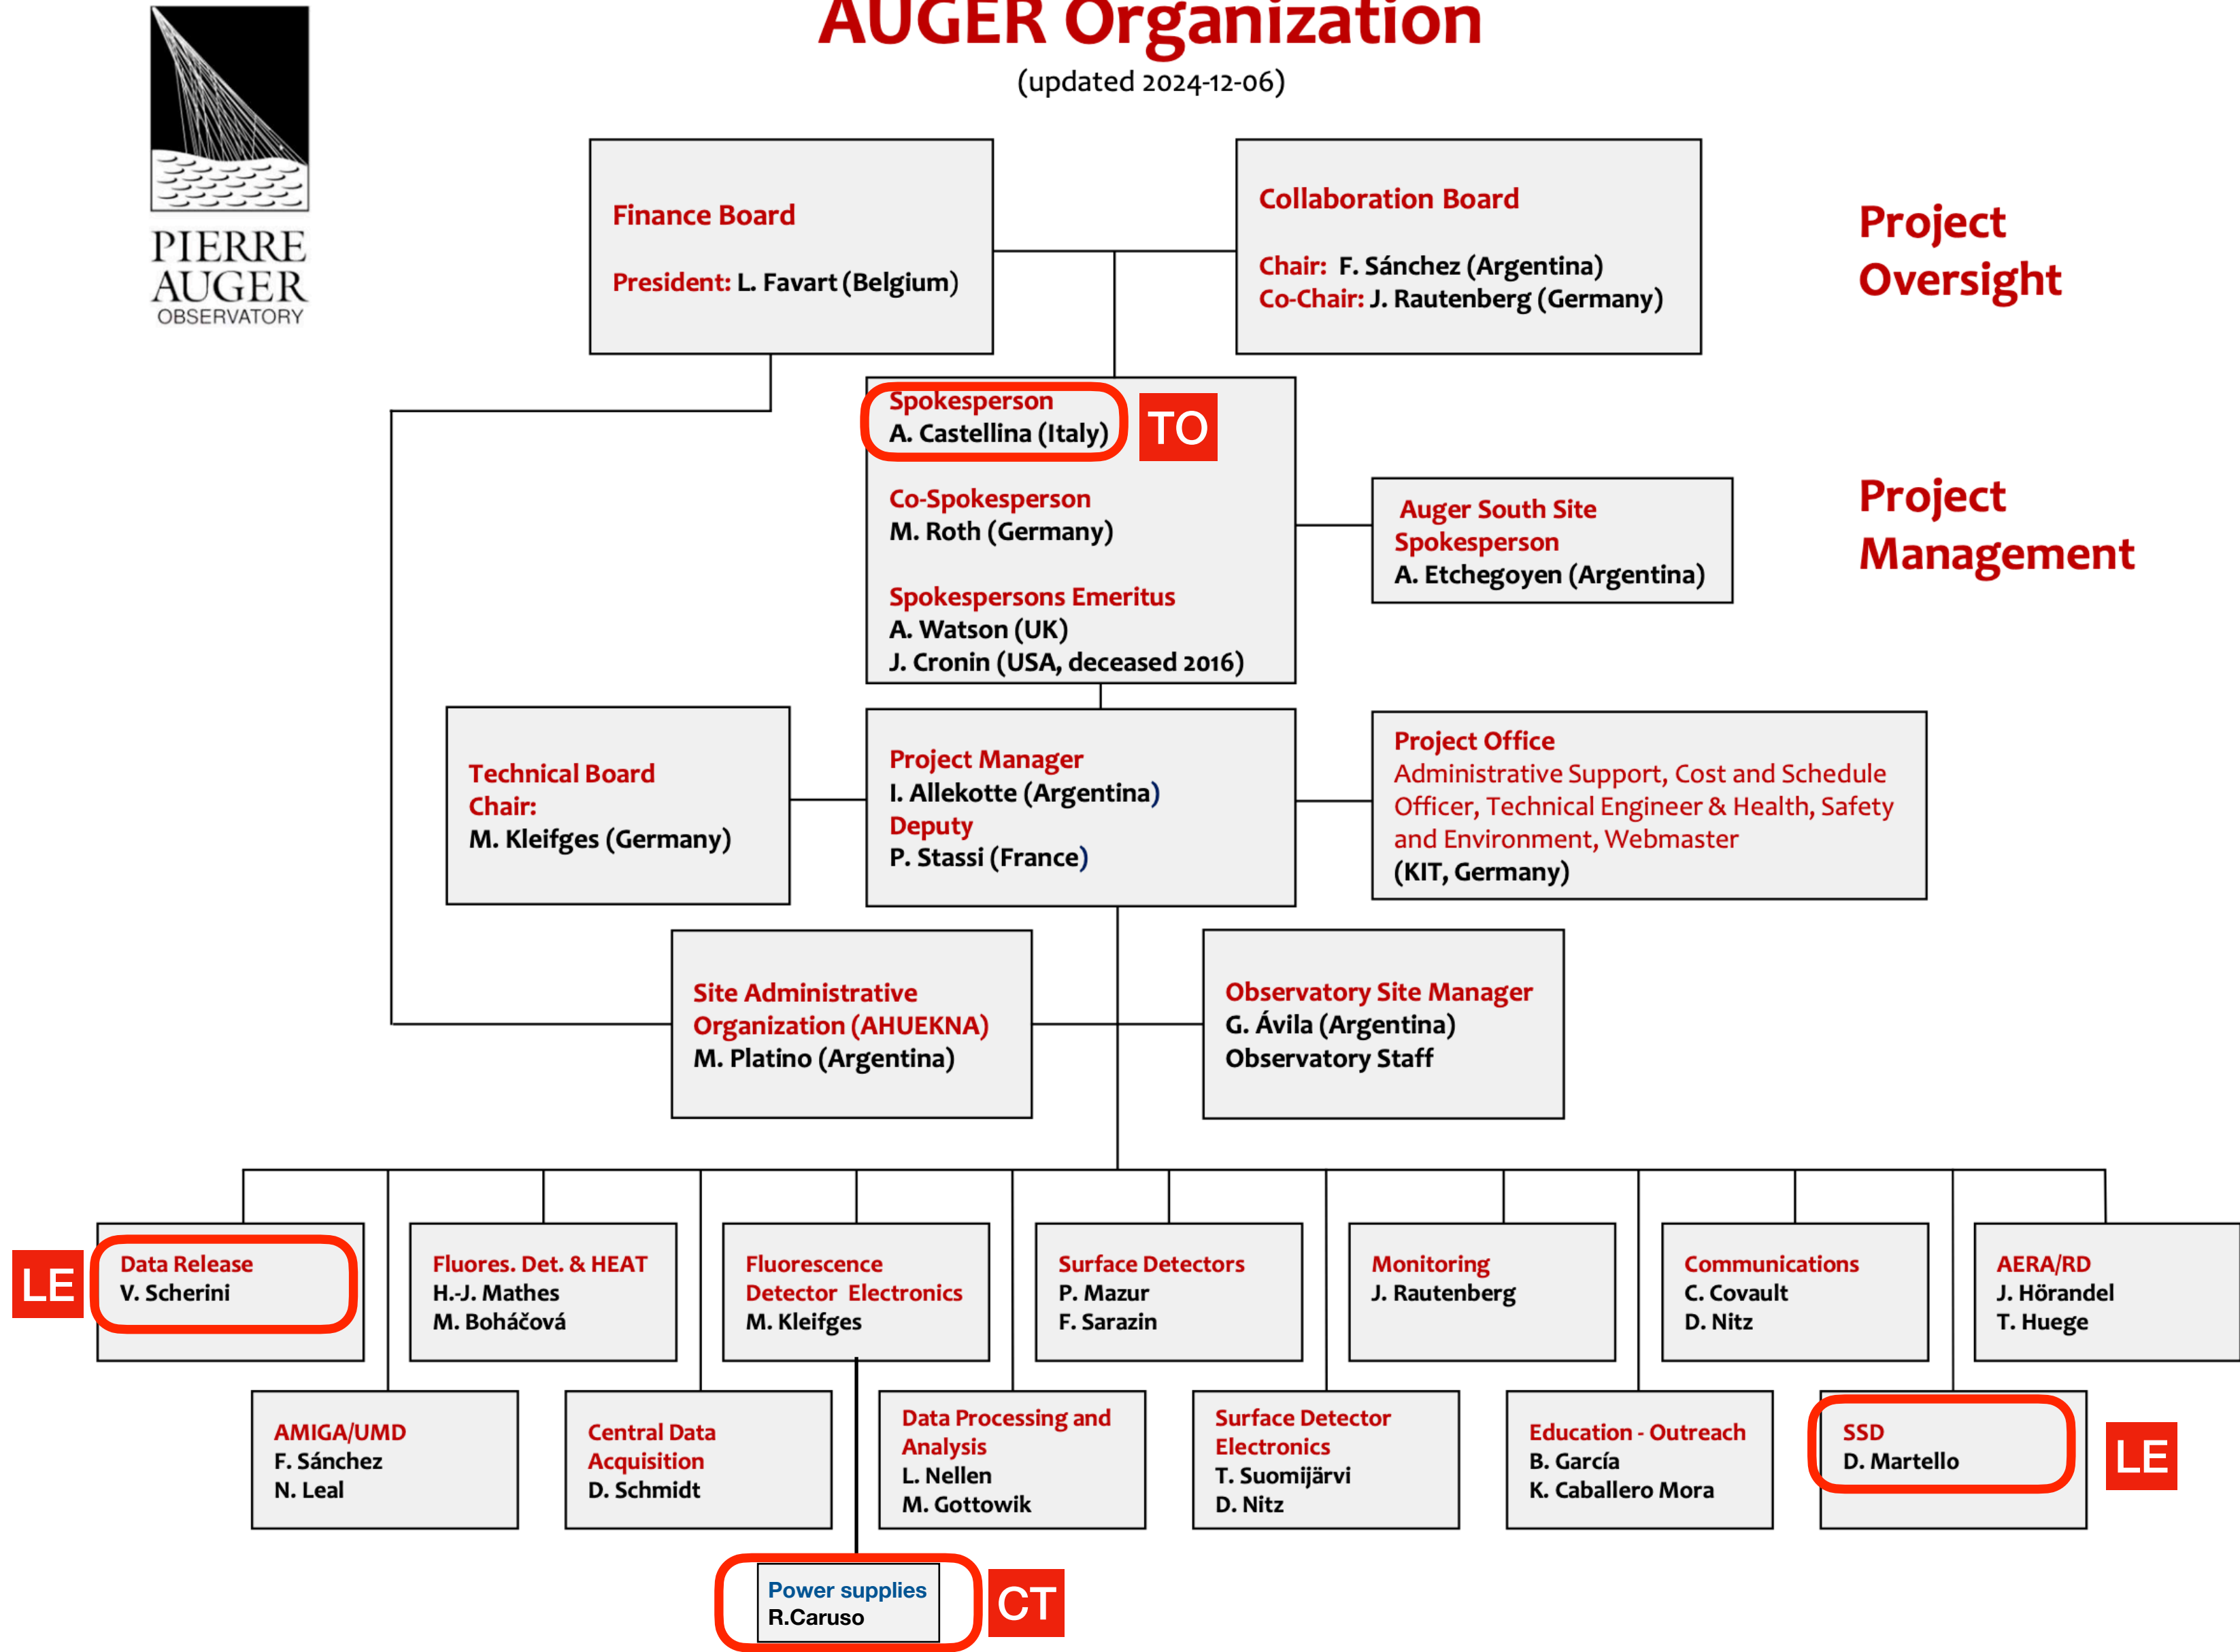 AUGER Organization
(updated 2024-12-06)
PIERRE
AUGER
OBSERVATORY
Finance Board
President: L. Favart (Belgium)
Collaboration Board
Chair: F. Sánchez (Argentina)
Co-Chair: J. Rautenberg (Germany)
Project
Oversight
Spokesperson
A. Castellina (Italy)
TO
Co-Spokesperson
M. Roth (Germany)
Spokespersons Emeritus
A. Watson (UK)
J. Cronin (USA, deceased 2016)
Auger South Site
Spokesperson
A. Etchegoyen (Argentina)
Project
Management
Technical Board
Chair:
M. Kleifges (Germany)
Project Manager
I. Allekotte (Argentina)
Deputy
P. Stassi (France)
Project Office
Administrative Support, Cost and Schedule
Officer, Technical Engineer & Health, Safety
and Environment, Webmaster
(KIT, Germany)
Site Administrative
Organization (AHUEKNA)
M. Platino (Argentina)
Observatory Site Manager
G. Ávila (Argentina)
Observatory Staff
LE
Data Release
V. Scherini
Fluores. Det. & HEAT
H.-J. Mathes
M. Boháčová
Fluorescence
Detector Electronics
M. Kleifges
Surface Detectors
P. Mazur
F. Sarazin
Monitoring
J. Rautenberg
Communications
C. Covault
D. Nitz
AERA/RD
J. Hörandel
T. Huege
AMIGA/UMD
F. Sánchez
N. Leal
Central Data
Acquisition
D. Schmidt
Data Processing and
Analysis
L. Nellen
M. Gottowik
Surface Detector
Electronics
T. Suomijärvi
D. Nitz
Education - Outreach
B. García
K. Caballero Mora
SSD
D. Martello
LE
Power supplies
R.Caruso
CT